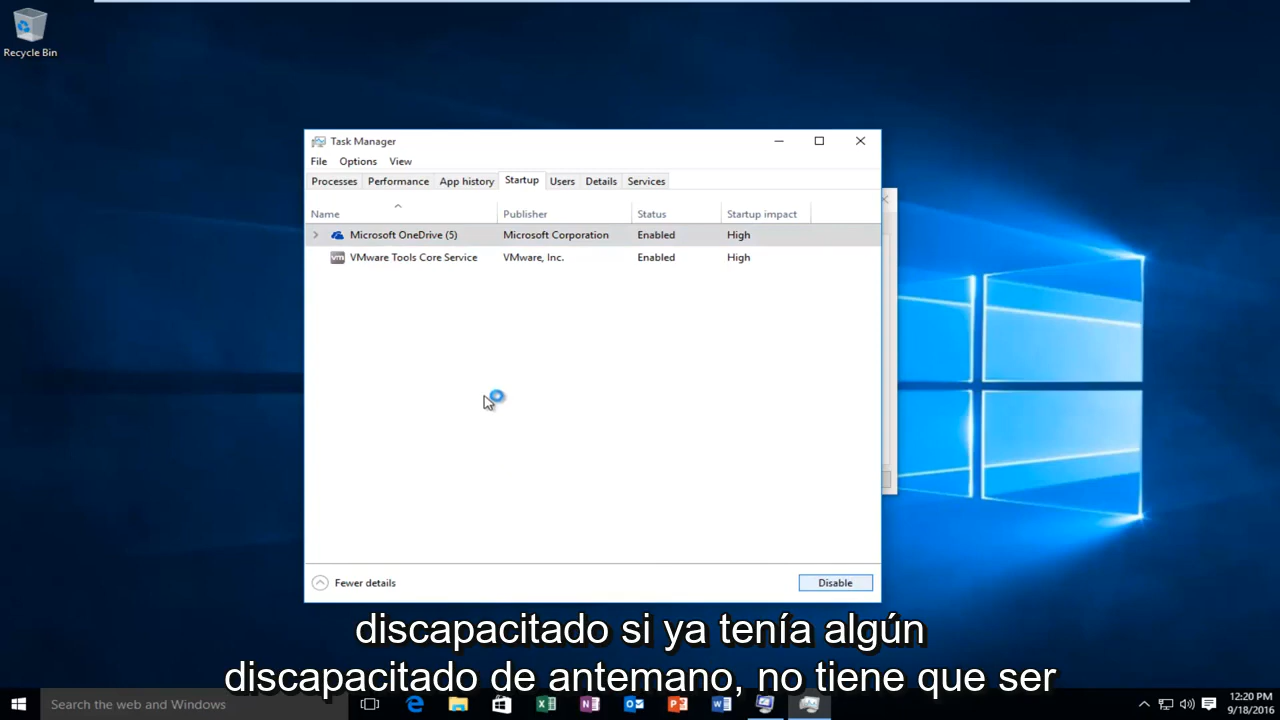 Recycle Bin
Task Manager
File Options View
Processes Performance App history Startup Users Details Services
Name Publisher Status Startup impact
Microsoft OneDrive (5) Microsoft Corporation Enabled High
vm VMware Tools Core Service VMware, Inc. Enabled High
Fewer details Disable
discapacitado si ya tenía algún
discapacitado de antemano, no tiene que ser
Search the web and Windows
12:20 PM
9/18/2016